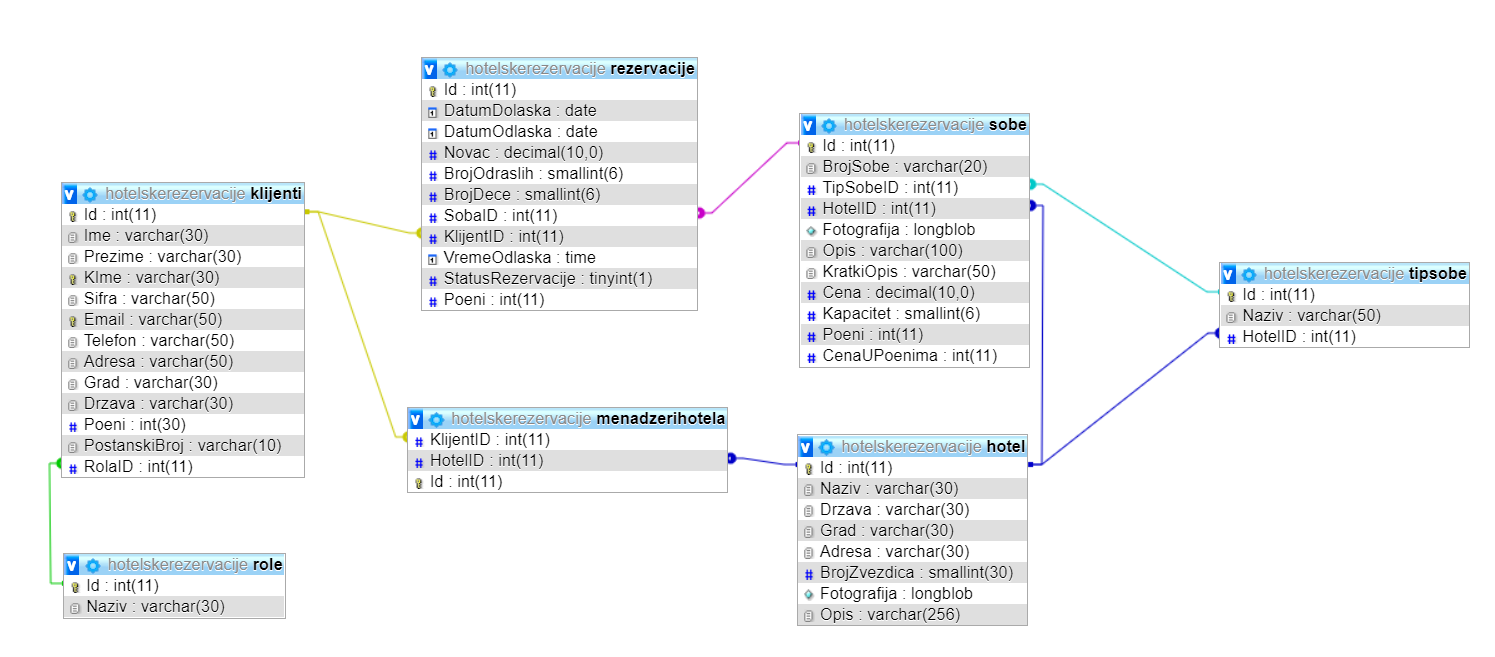 hotelskerezervacije rezervacije
Id : int(11)
DatumDolaska : date
DatumOdlaska : date
Novac : decimal(10,0)
BrojOdraslih : smallint(6)
BrojDece : smallint(6)
SobaID : int(11)
KlijentID : int(11)
VremeOdlaska : time
StatusRezervacije : tinyint(1)
Poeni : int(11)
hotelskerezervacije sobe
Id : int(11)
BrojSobe : varchar(20)
TipSobeID : int(11)
HotelID : int(11)
Fotografija : longblob
Opis : varchar(100)
KratkiOpis : varchar(50)
Cena : decimal(10,0)
Kapacitet : smallint(6)
Poeni : int(11)
CenaUPoenima : int(11)
hotelskerezervacije klijenti
Id : int(11)
Ime : varchar(30)
Prezime : varchar(30)
KIme : varchar(30)
Sifra : varchar(50)
Email : varchar(50)
Telefon : varchar(50)
Adresa : varchar(50)
Grad : varchar(30)
Drzava : varchar(30)
Poeni : int(30)
PostanskiBroj : varchar(10)
RolaID : int(11)
hotelskerezervacije tipsobe
Id : int(11)
Naziv : varchar(50)
HotelID : int(11)
hotelskerezervacije menadzerihotela
KlijentID : int(11)
HotelID : int(11)
Id : int(11)
hotelskerezervacije hotel
Id : int(11)
Naziv : varchar(30)
Drzava : varchar(30)
Grad : varchar(30)
Adresa : varchar(30)
BrojZvezdica : smallint(30)
Fotografija : longblob
Opis : varchar(256)
hotelskerezervacije role
Id : int(11)
Naziv : varchar(30)